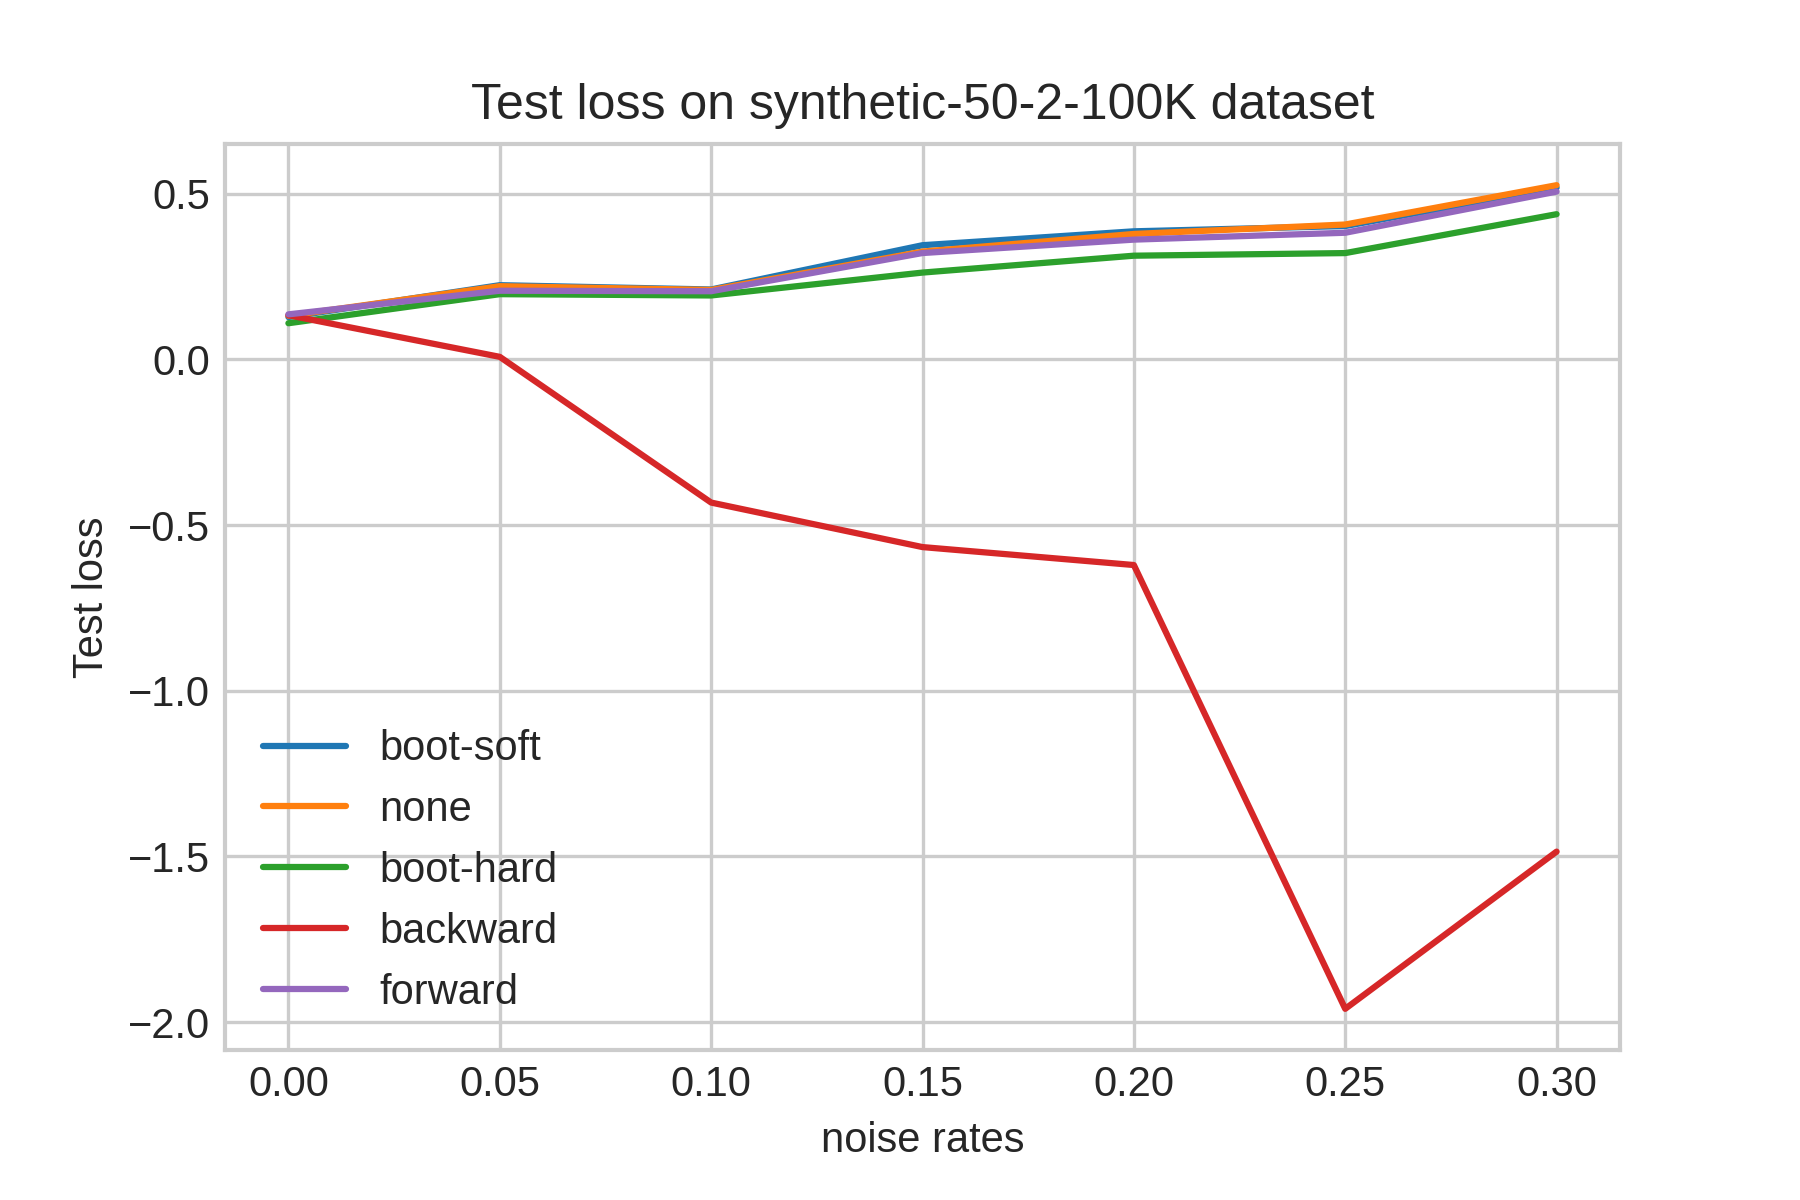 Test loss on synthetic-50-2-100K dataset
0.5
0.0
−0.5
−1.0
−1.5
−2.0
Test loss
boot-soft
none
boot-hard
backward
forward
0.00 0.05 0.10 0.15 0.20 0.25 0.30
noise rates